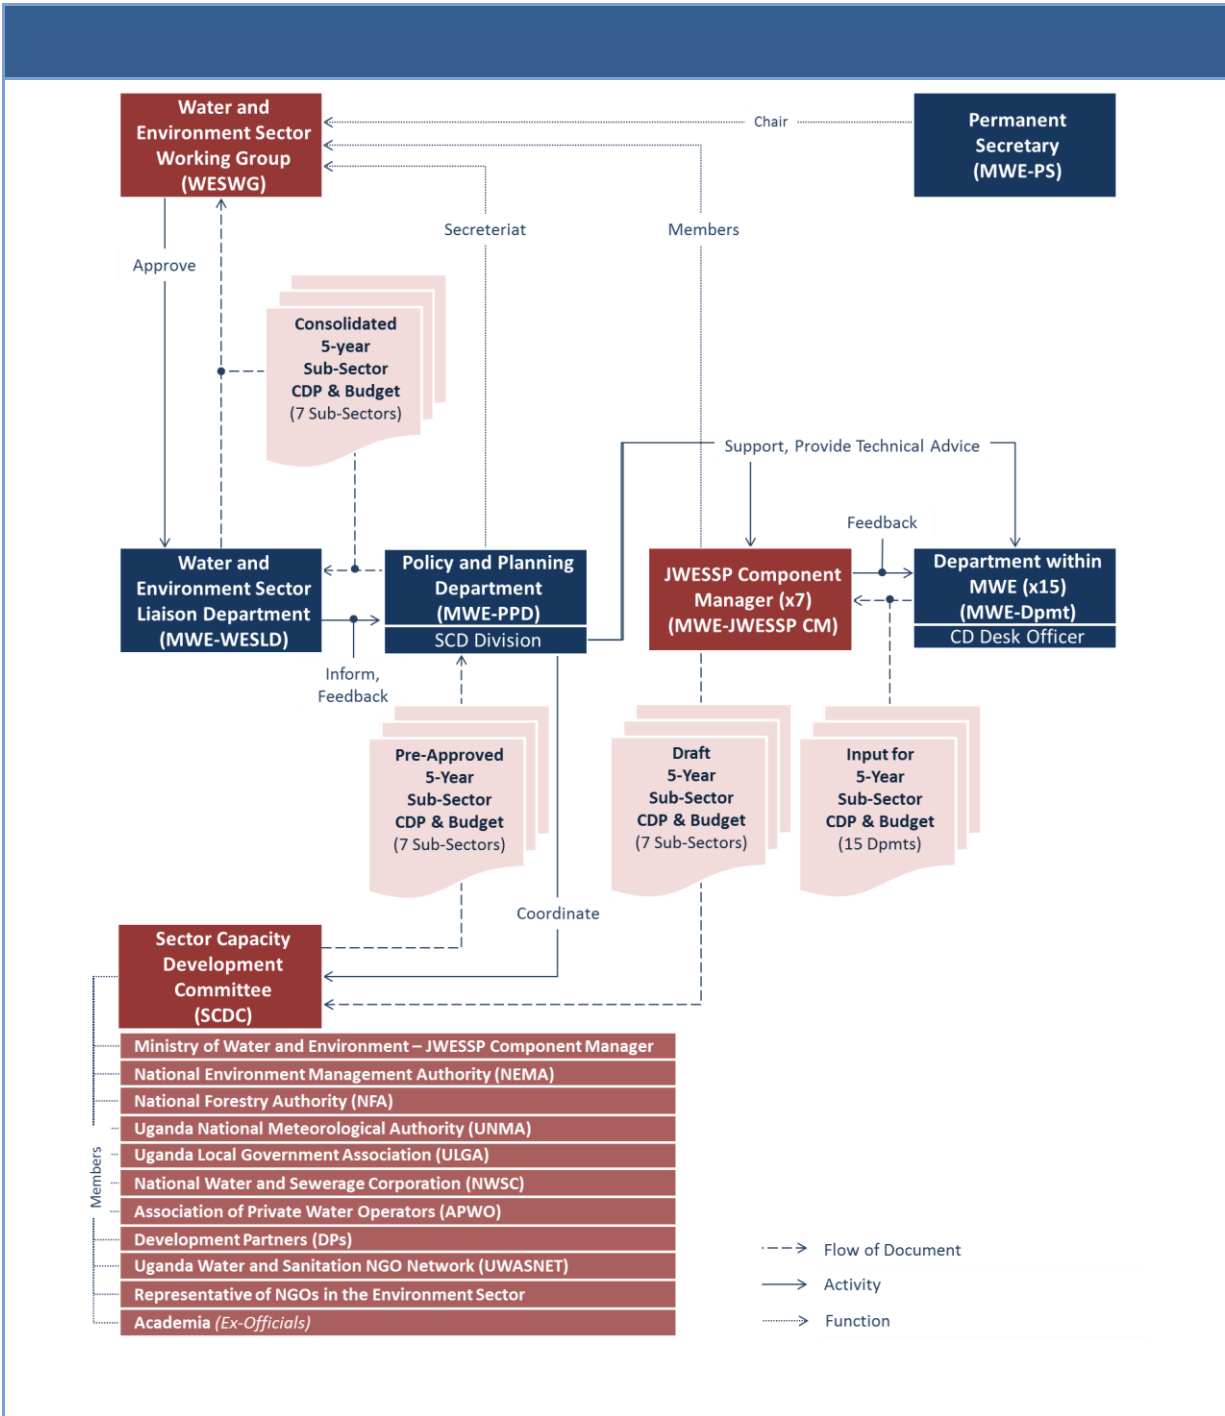 Water and
Environment Sector
Working Group
(WESWG)
Chair
Permanent
Secretary
(MWE-PS)
Secreteriat
Members
Approve
Consolidated
5-year
Sub-Sector
CDP & Budget
(7 Sub-Sectors)
Support, Provide Technical Advice
Feedback
Water and
Environment Sector
Liaison Department
(MWE-WESLD)
Policy and Planning
Department
(MWE-PPD)
SCD Division
JWESSP Component
Manager (x7)
(MWE-JWESSP CM)
Department within
MWE (x15)
(MWE-Dpmt)
CD Desk Officer
Inform,
Feedback
Pre-Approved
5-Year
Sub-Sector
CDP & Budget
(7 Sub-Sectors)
Draft
5-Year
Sub-Sector
CDP & Budget
(7 Sub-Sectors)
Input for
5-Year
Sub-Sector
CDP & Budget
(15 Dpmts)
Coordinate
Sector Capacity
Development
Committee
(SCDC)
Members
Ministry of Water and Environment – JWESSP Component Manager
National Environment Management Authority (NEMA)
National Forestry Authority (NFA)
Uganda National Meteorological Authority (UNMA)
Uganda Local Government Association (ULGA)
National Water and Sewerage Corporation (NWSC)
Association of Private Water Operators (APWO)
Development Partners (DPs)
Uganda Water and Sanitation NGO Network (UWASNET)
Representative of NGOs in the Environment Sector
Academia (Ex-Officials)
Flow of Document
Activity
Function